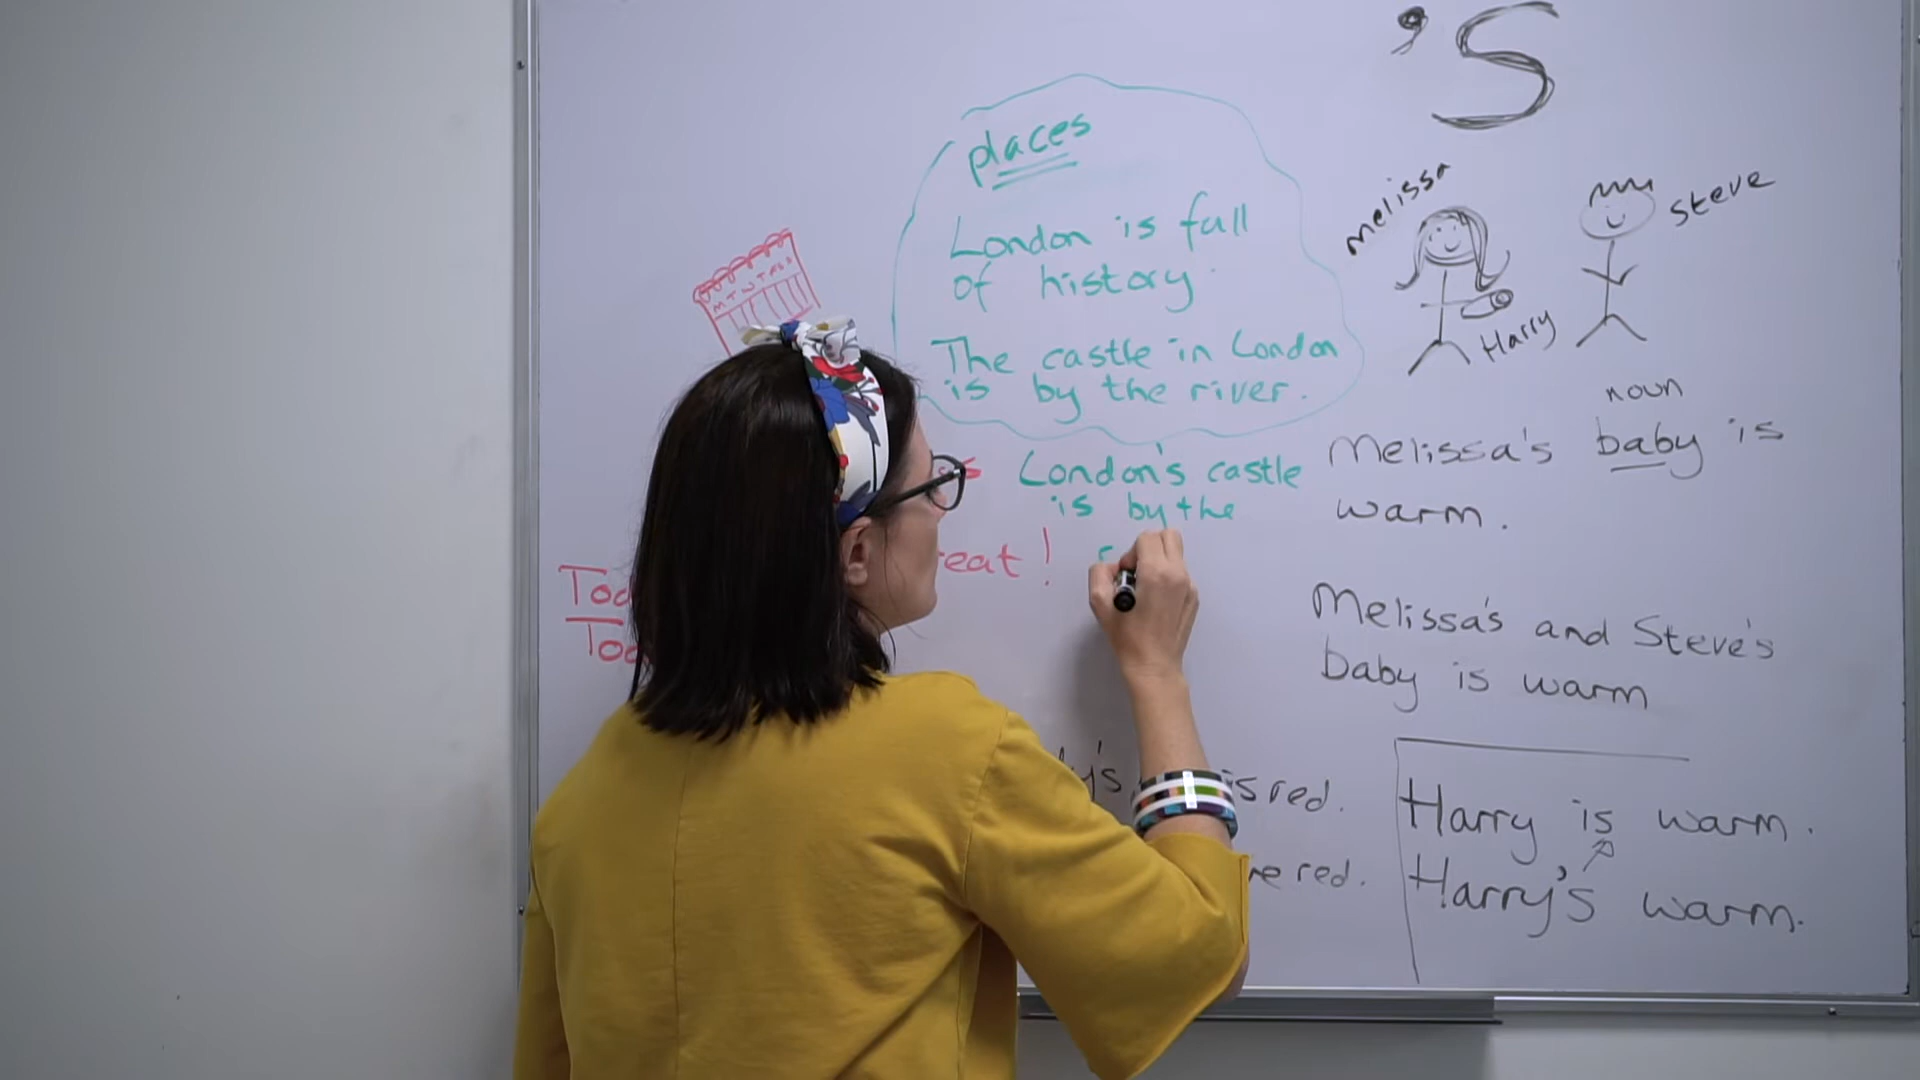 'S
places
London is full
of history.
The castle in London
is by the river.
London's castle
is by the
Melissa
Steve
Harry
noun
Melissa's baby is
warm.
Melissa's and Steve's
baby is warm
Harry is warm.
Harry's warm.
is red.
red.
M T W T F S S